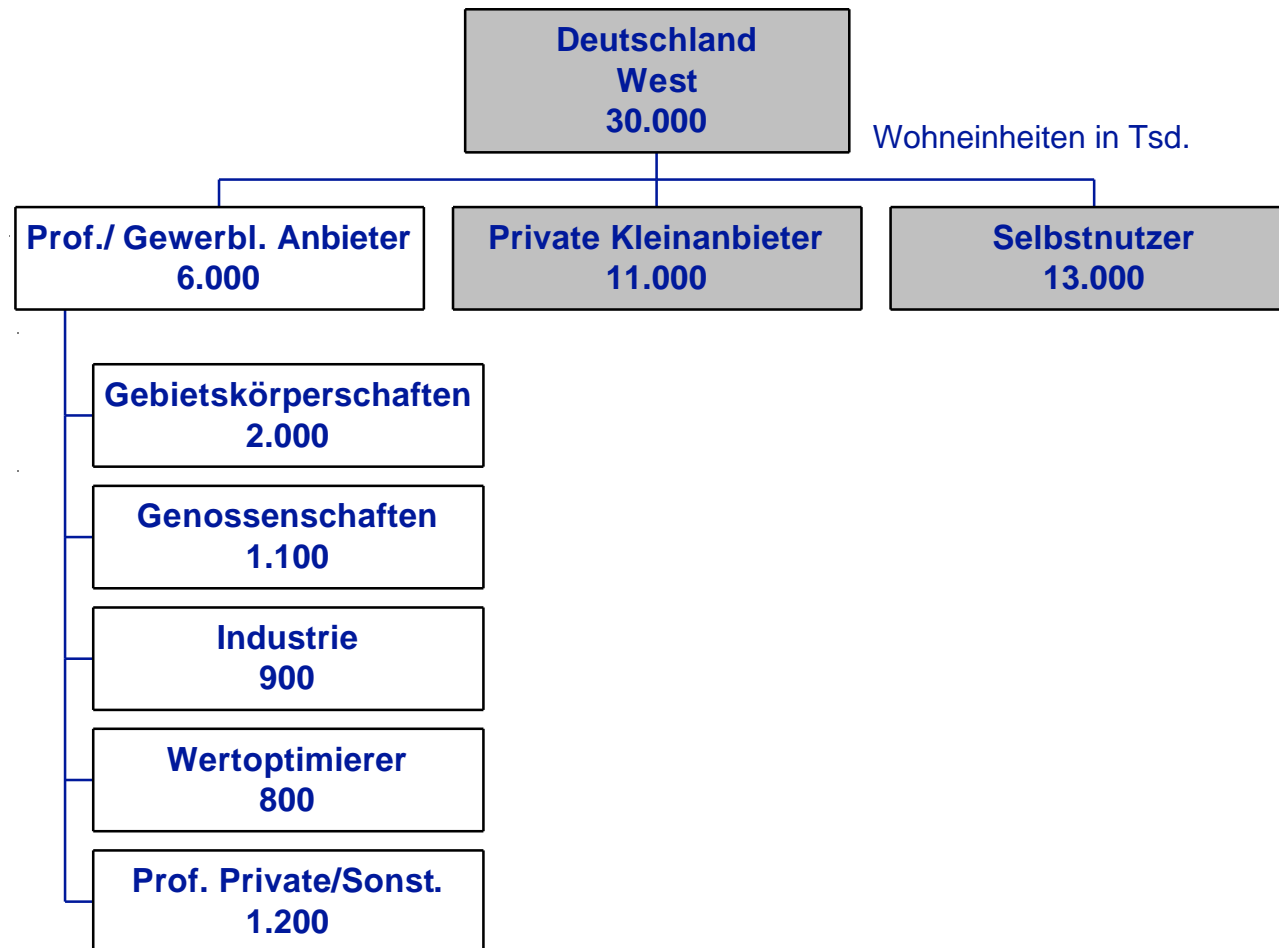 Deutschland
West
30.000
Wohneinheiten in Tsd.
Prof./ Gewerbl. Anbieter
6.000
Private Kleinanbieter
11.000
Selbstnutzer
13.000
Gebietskörperschaften
2.000
Genossenschaften
1.100
Industrie
900
Wertoptimierer
800
Prof. Private/Sonst.
1.200